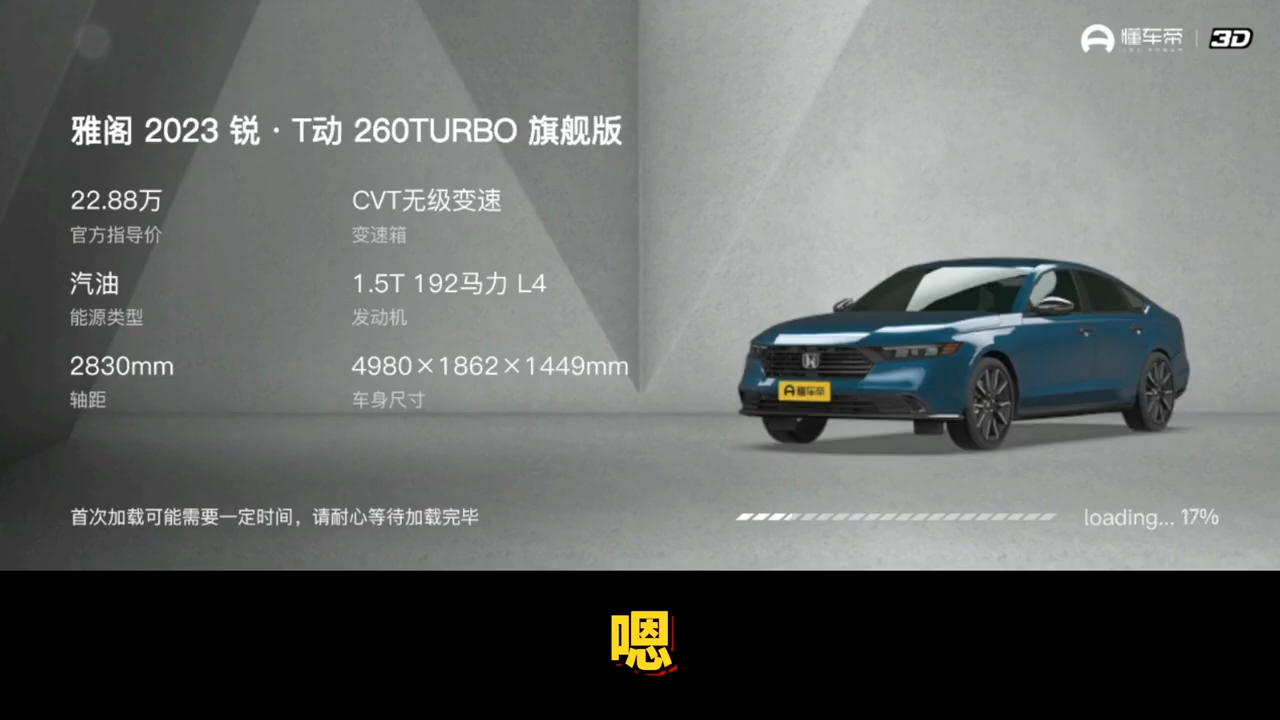 懂车帝 | 3D
雅阁 2023 锐·T动 260TURBO 旗舰版
22.88万
官方指导价
CVT无级变速
变速箱
汽油
能源类型
1.5T 192马力 L4
发动机
2830mm
轴距
4980×1862×1449mm
车身尺寸
懂车帝
首次加载可能需要一定时间，请耐心等待加载完毕
loading... 17%
嗯